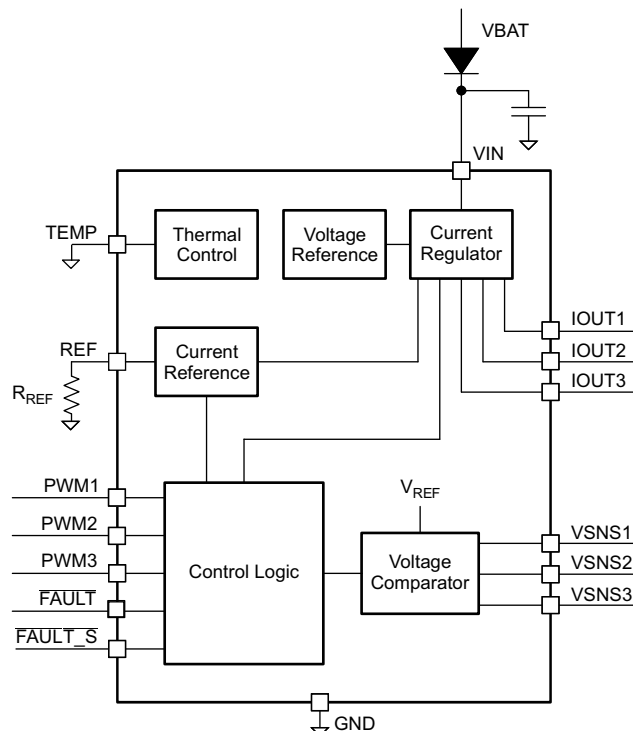 VBAT
VIN
TEMP
Thermal
Control
Voltage
Reference
Current
Regulator
IOUT1
IOUT2
IOUT3
REF
Current
Reference
RREF
PWM1
PWM2
PWM3
FAULT
FAULT_S
Control Logic
VREF
Voltage
Comparator
VSNS1
VSNS2
VSNS3
GND